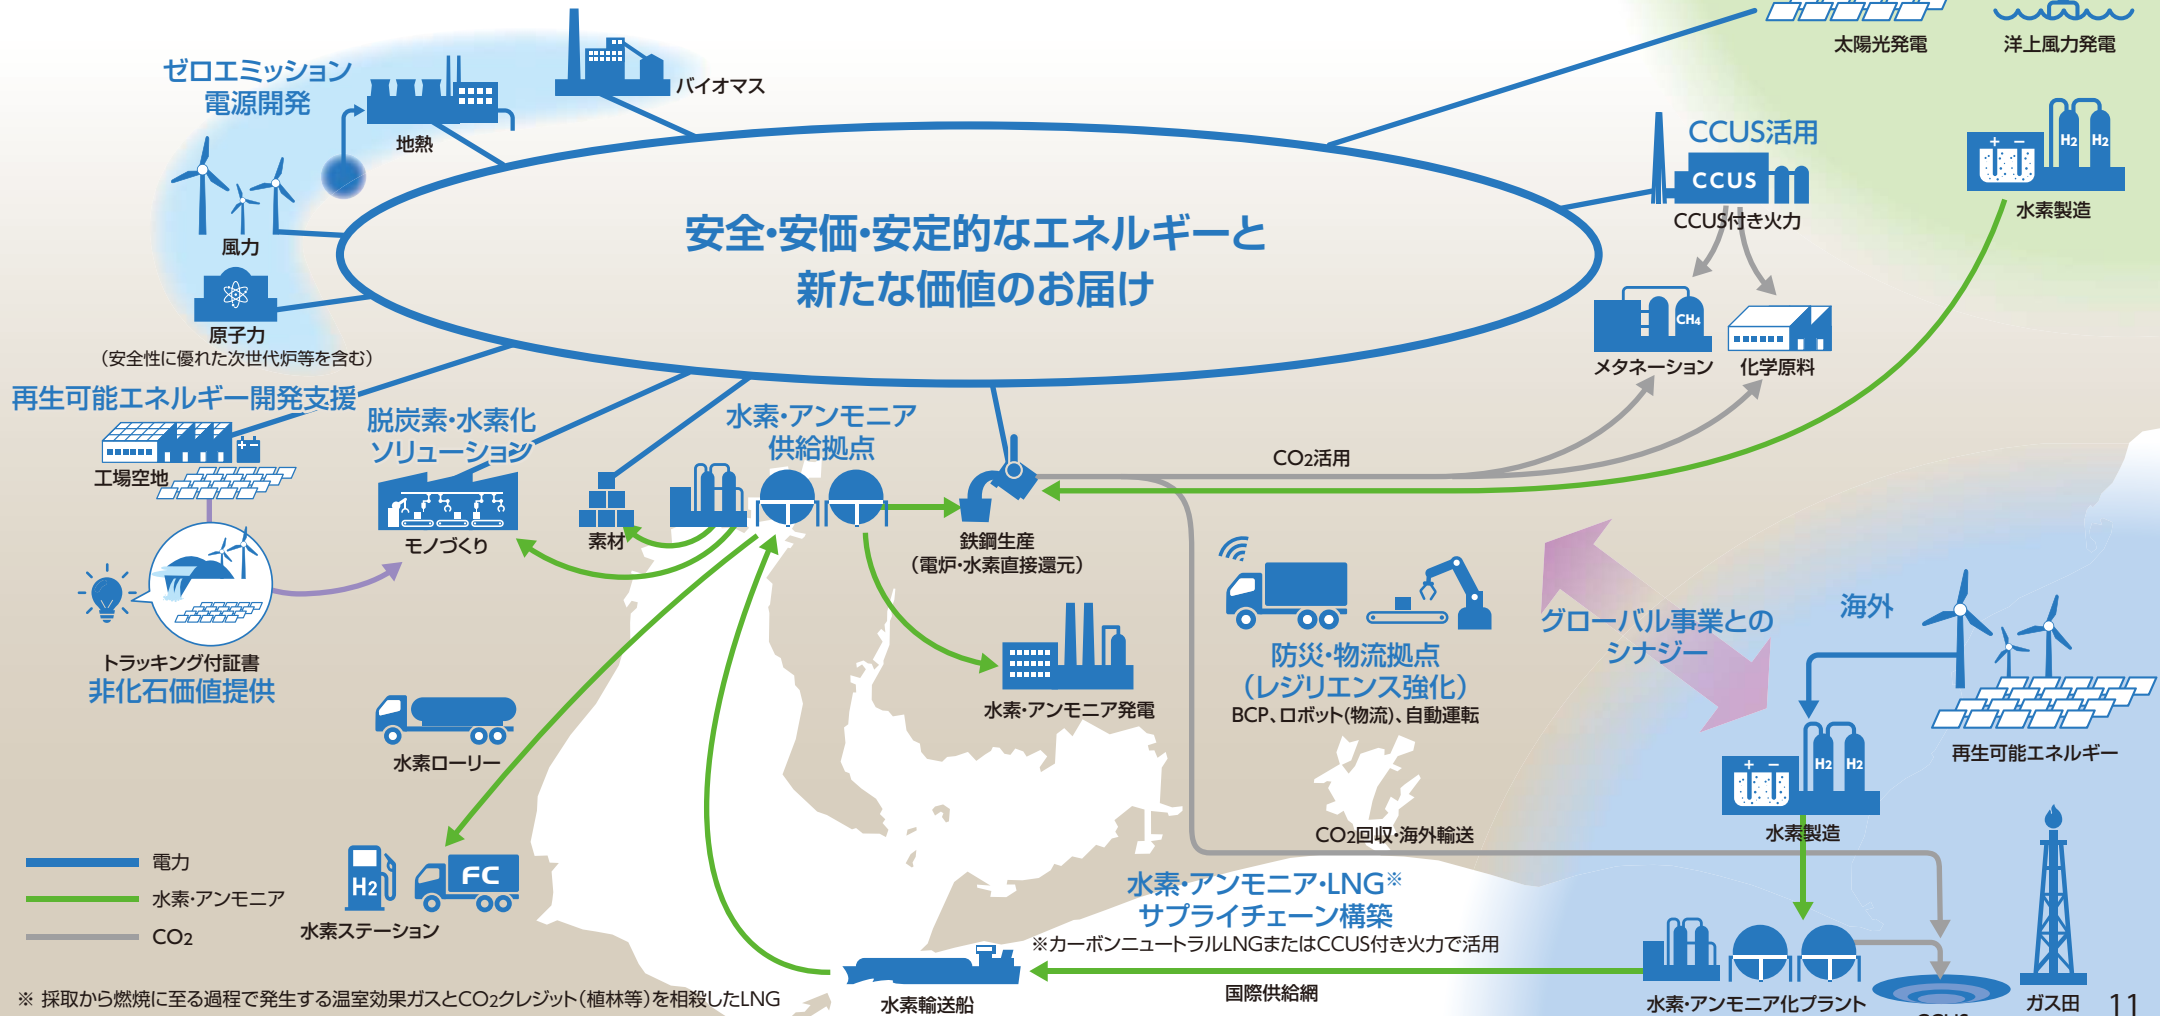 太陽光発電
洋上風力発電
ゼロエミッション
電源開発
バイオマス
地熱
風力
原子力
(安全性に優れた次世代炉等を含む)
安全・安価・安定的なエネルギーと
新たな価値のお届け
CCUS活用
CCUS
CCUS付き火力
H2 H2
水素製造
CH4
メタネーション
化学原料
再生可能エネルギー開発支援
工場空地
脱炭素・水素化
ソリューション
モノづくり
素材
水素・アンモニア
供給拠点
鉄鋼生産
(電炉・水素直接還元)
CO2活用
トラッキング付証書
非化石価値提供
水素・アンモニア発電
防災・物流拠点
(レジリエンス強化)
BCP、ロボット(物流)、自動運転
グローバル事業との
シナジー
海外
再生可能エネルギー
H2 H2
水素製造
水素ローリー
H2
FC
水素ステーション
CO2回収・海外輸送
水素・アンモニア・LNG※
サプライチェーン構築
※カーボンニュートラルLNGまたはCCUS付き火力で活用
国際供給網
水素輸送船
水素・アンモニア化プラント
ガス田
電力
水素・アンモニア
CO2
※ 採取から燃焼に至る過程で発生する温室効果ガスとCO2クレジット(植林等)を相殺したLNG
11